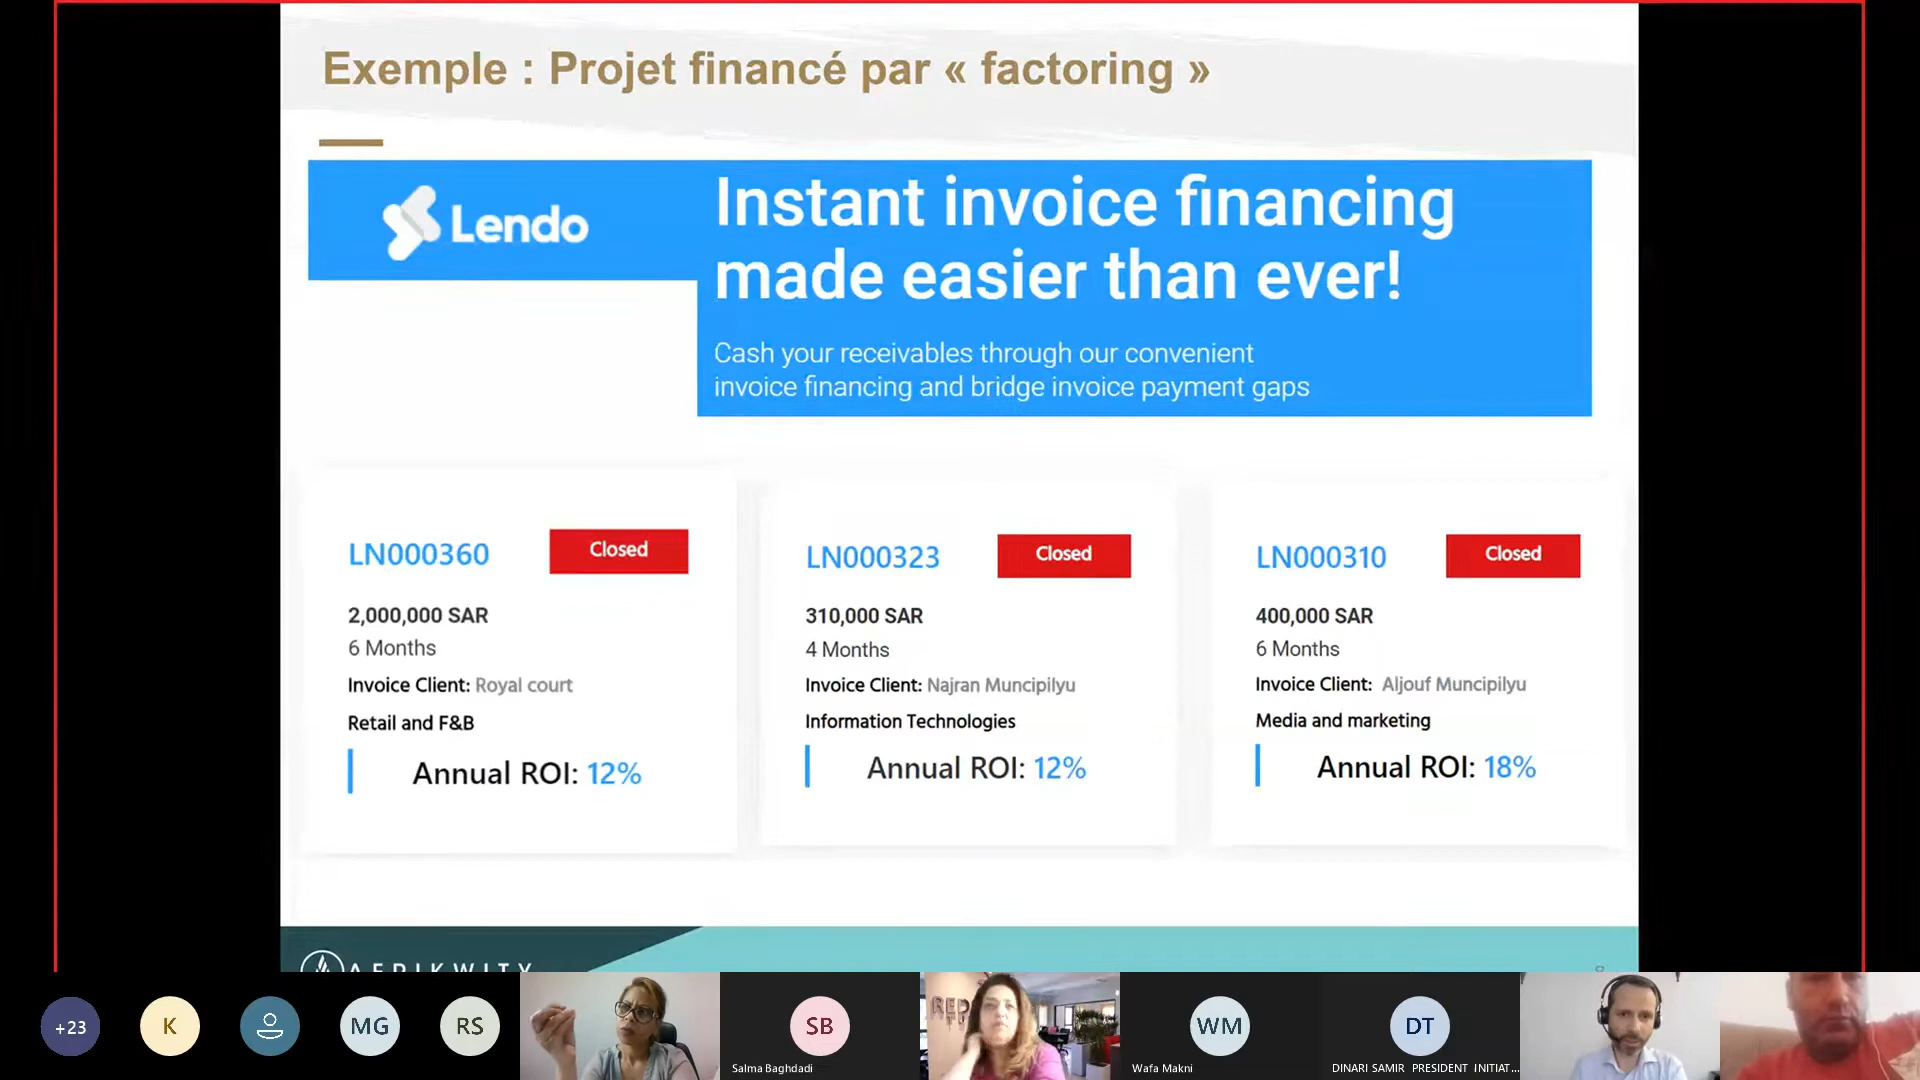 Exemple : Projet financé par « factoring »
Lendo
Instant invoice financing
made easier than ever!
Cash your receivables through our convenient
invoice financing and bridge invoice payment gaps
LN000360
Closed
2,000,000 SAR
6 Months
Invoice Client: Royal court
Retail and F&B
Annual ROI: 12%
LN000323
Closed
310,000 SAR
4 Months
Invoice Client: Najran Muncipilyu
Information Technologies
Annual ROI: 12%
LN000310
Closed
400,000 SAR
6 Months
Invoice Client: Aljouf Muncipilyu
Media and marketing
Annual ROI: 18%
AFRIKWITY
+23
K
MG
RS
SB
Salma Baghdadi
REP
WM
Wafa Makni
DT
DINARI SAMIR PRESIDENT INITIAT...